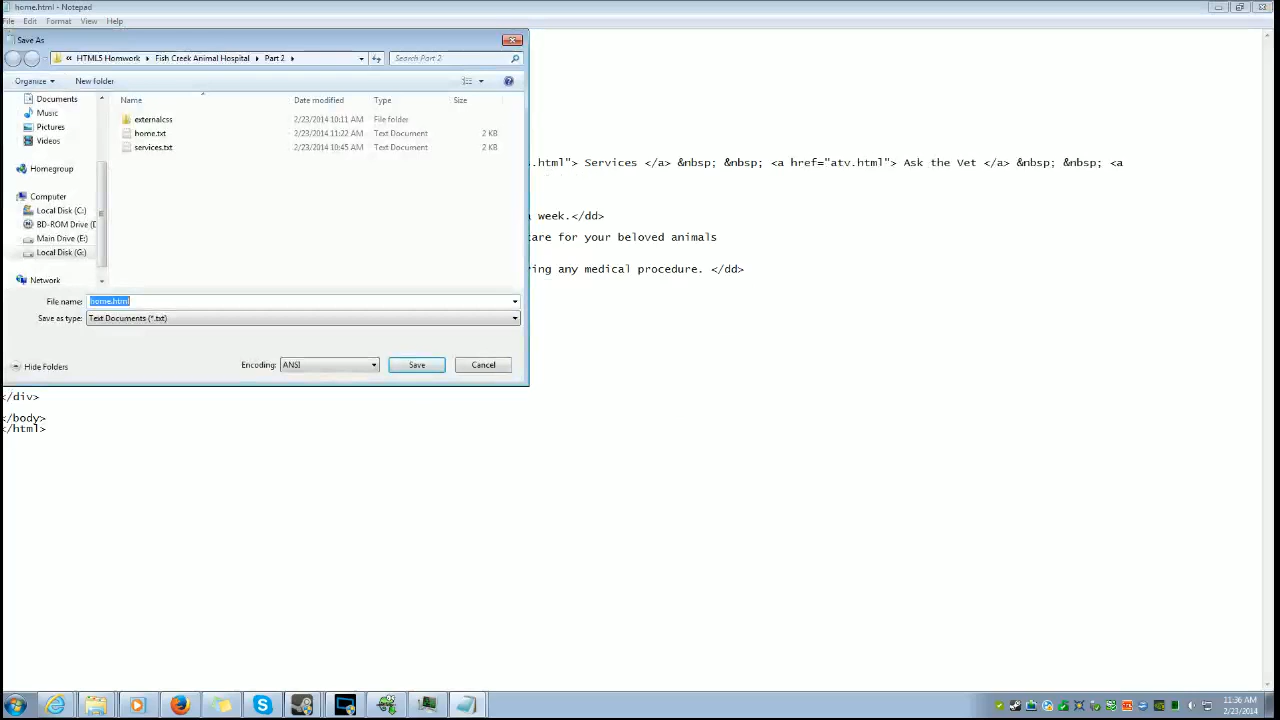 home.html - Notepad
File Edit Format View Help
Save As
« HTML5 Homwork Fish Creek Animal Hospital Part 2
Search Part 2
Organize New folder
Documents
Music
Pictures
Videos
Homegroup
Computer
Local Disk (C:)
BD-ROM Drive (D
Main Drive (E:)
Local Disk (G:)
Network
Name Date modified Type Size
externalcss 2/23/2014 10:11 AM File folder
home.txt 2/23/2014 11:22 AM Text Document 2 KB
services.txt 2/23/2014 10:45 AM Text Document 2 KB
File name: home.html
Save as type: Text Documents (*.txt)
Hide Folders Encoding: ANSI Save Cancel
.html"> Services </a> &nbsp; &nbsp; <a href="atv.html"> Ask the Vet </a> &nbsp; &nbsp; <a
week.</dd>
care for your beloved animals
ing any medical procedure. </dd>
</div>
</body>
</html>
11:36 AM
2/23/2014